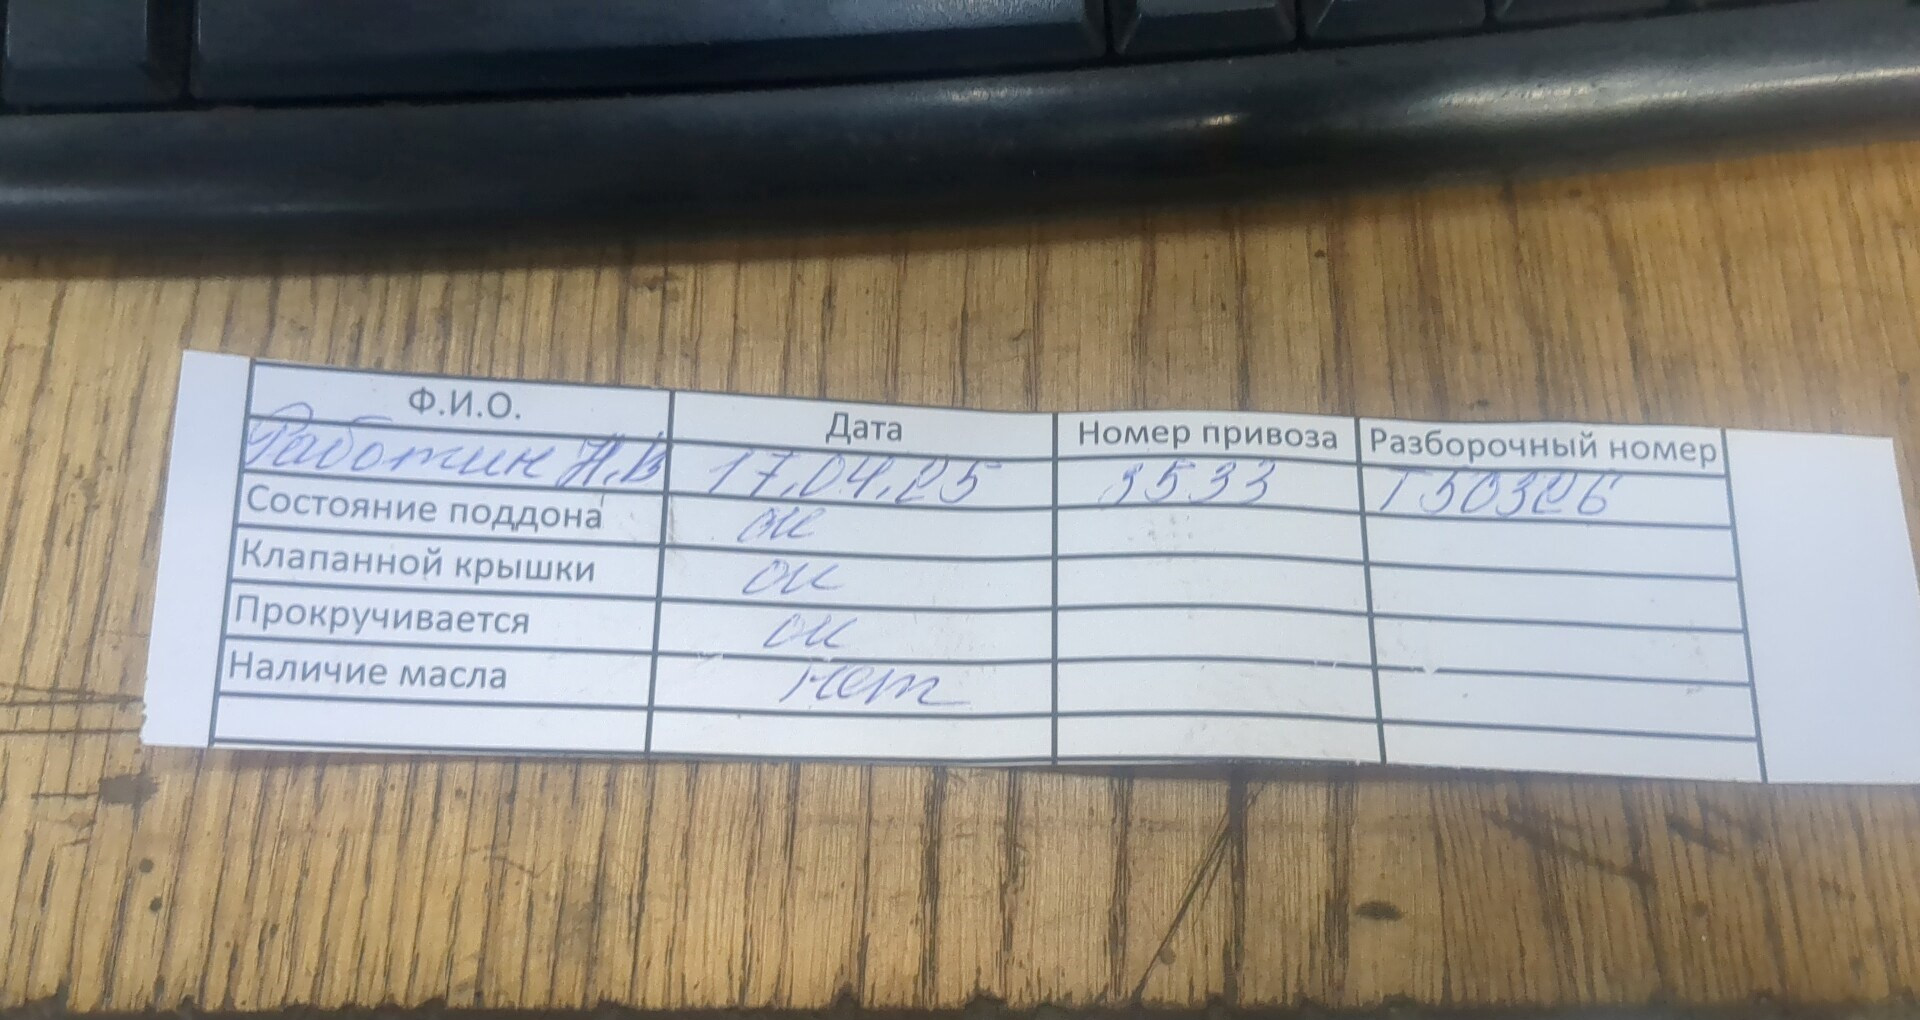 Ф.И.О. Дата Номер привоза Разборочный номер
Работин Н.В 17.04.25 3533 T50326
Состояние поддона ок
Клапанной крышки ок
Прокручивается ок
Наличие масла нет